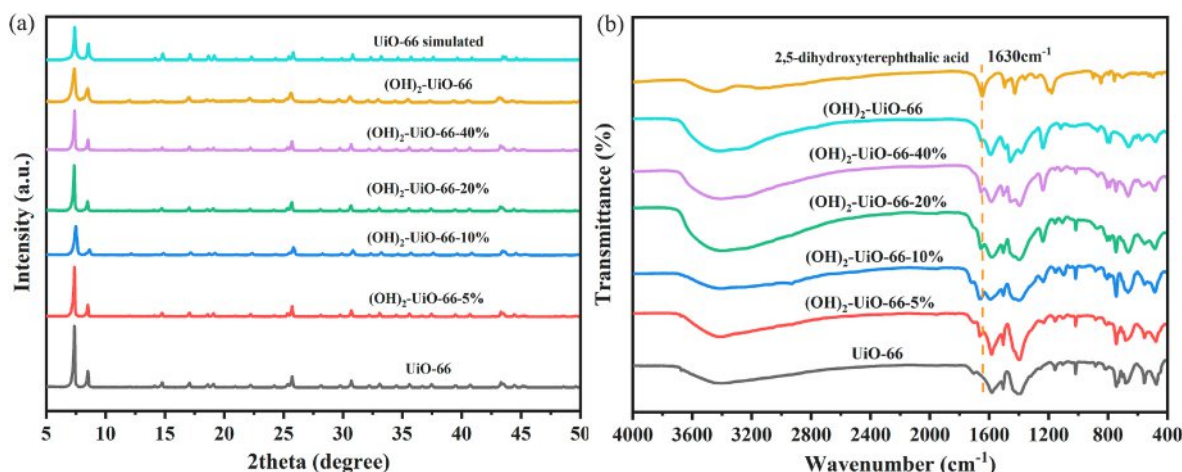 (a)
UiO-66 simulated
(OH)₂-UiO-66
(OH)₂-UiO-66-40%
(OH)₂-UiO-66-20%
(OH)₂-UiO-66-10%
(OH)₂-UiO-66-5%
UiO-66
Intensity (a.u.)
5 10 15 20 25 30 35 40 45 50
2theta (degree)
(b)
2,5-dihydroxyterephthalic acid 1630cm⁻¹
(OH)₂-UiO-66
(OH)₂-UiO-66-40%
(OH)₂-UiO-66-20%
(OH)₂-UiO-66-10%
(OH)₂-UiO-66-5%
UiO-66
Transmittance (%)
4000 3600 3200 2800 2400 2000 1600 1200 800 400
Wavenumber (cm⁻¹)